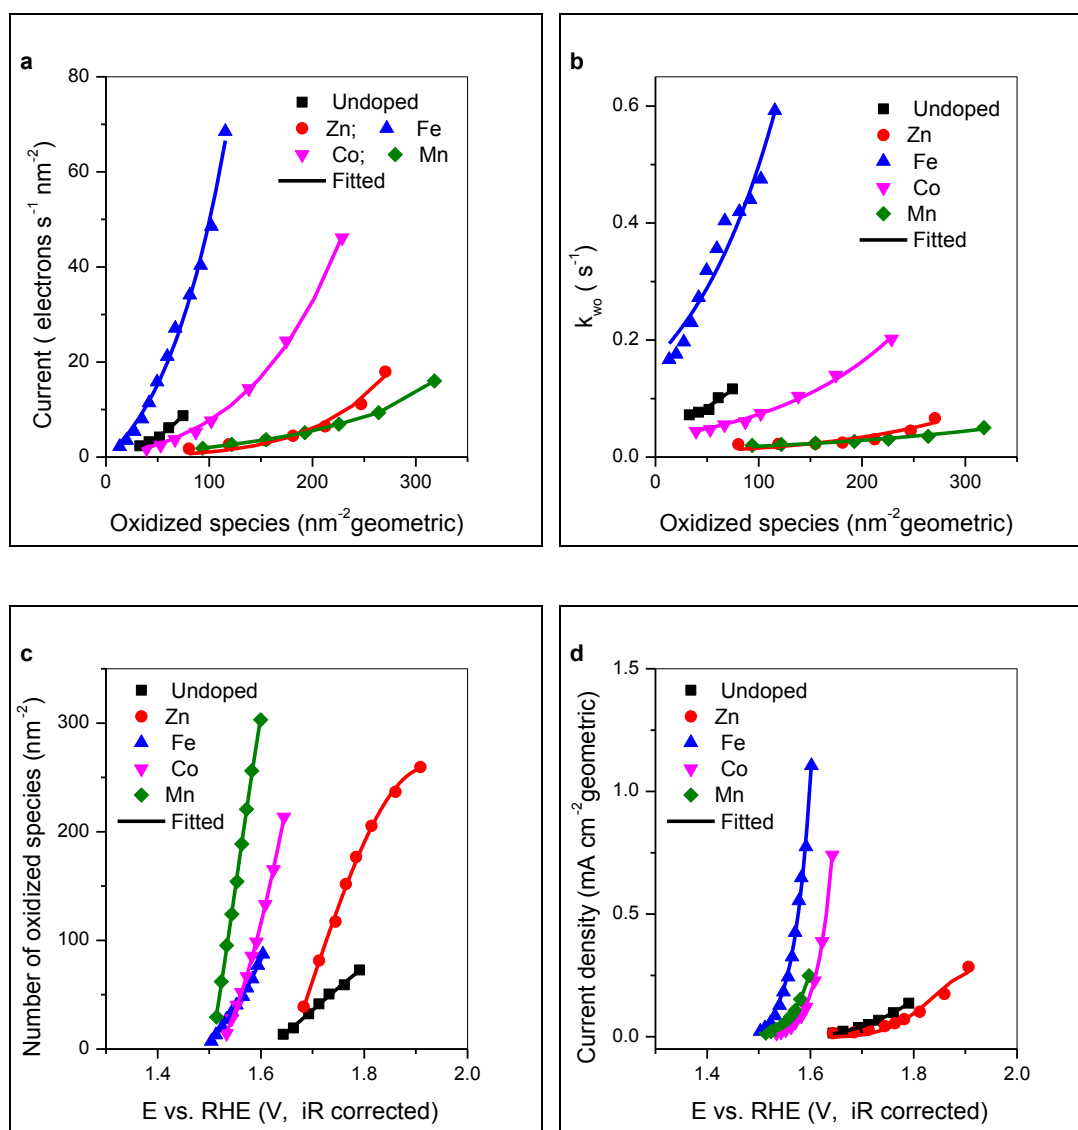 a
80
60
40
20
0
Current ( electrons s⁻¹ nm⁻²)
Undoped
Zn; Fe
Co; Mn
Fitted
0 100 200 300
Oxidized species (nm⁻²geometric)
b
0.6
0.4
0.2
0.0
k_wo ( s⁻¹)
Undoped
Zn
Fe
Co
Mn
Fitted
0 100 200 300
Oxidized species (nm⁻²geometric)
c
300
200
100
0
Number of oxidized species (nm⁻²)
Undoped
Zn
Fe
Co
Mn
Fitted
1.4 1.6 1.8 2.0
E vs. RHE (V, iR corrected)
d
1.5
1.0
0.5
0.0
Current density (mA cm⁻²geometric)
Undoped
Zn
Fe
Co
Mn
Fitted
1.4 1.6 1.8 2.0
E vs. RHE (V, iR corrected)